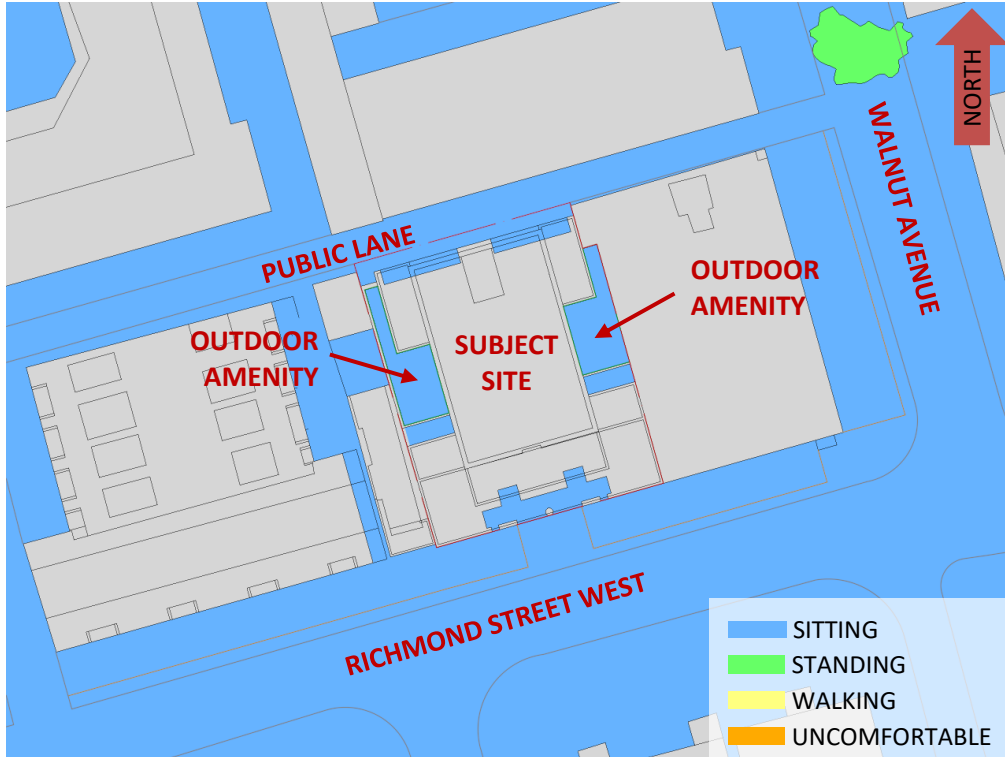 NORTH
WALNUT AVENUE
PUBLIC LANE
OUTDOOR
AMENITY
OUTDOOR
AMENITY
SUBJECT
SITE
RICHMOND STREET WEST
SITTING
STANDING
WALKING
UNCOMFORTABLE